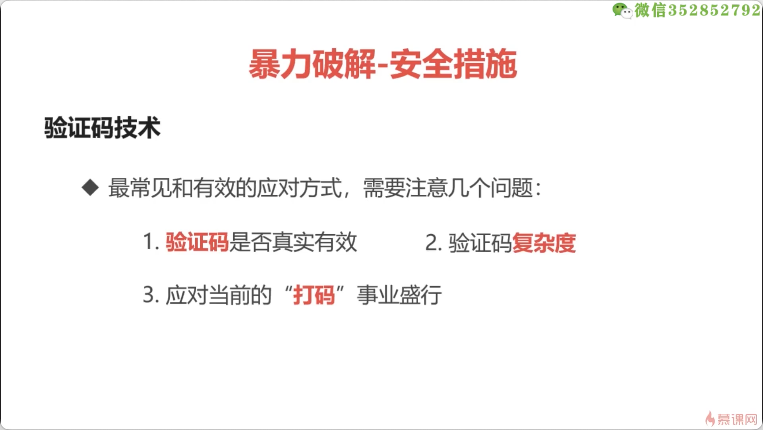 微信352852792
暴力破解-安全措施
验证码技术
◆ 最常见和有效的应对方式，需要注意几个问题：
1. 验证码是否真实有效 2. 验证码复杂度
3. 应对当前的“打码”事业盛行
慕课网